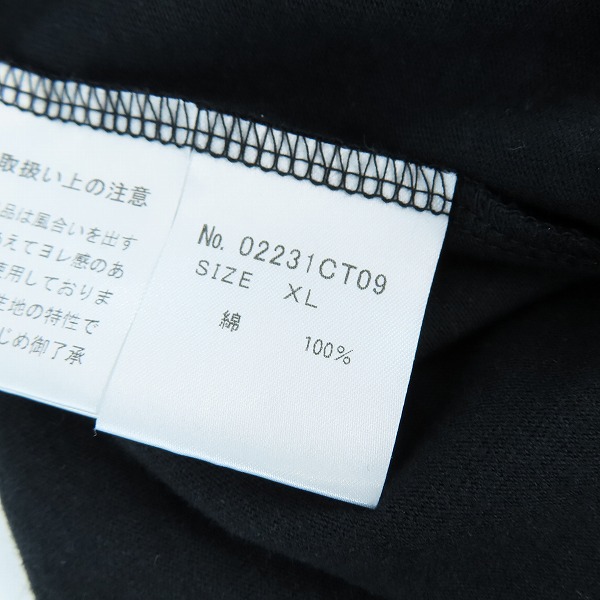 取扱い上の注意
品は風合いを出す
えてヨレ感のあ
使用しておりま
生地の特性で
じめ御了承
No. 02231CT09
SIZE XL
綿 100%